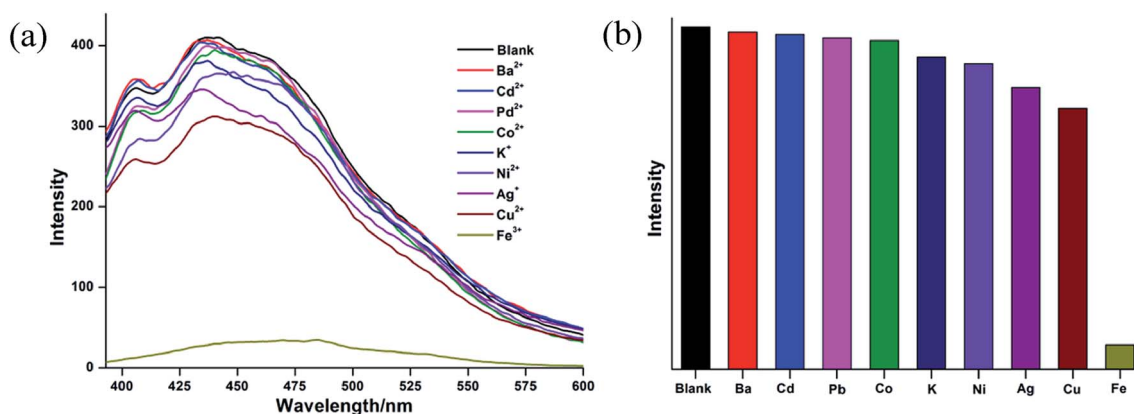 (a)
400
300
200
100
0
Intensity
400 425 450 475 500 525 550 575 600
Wavelength/nm
Blank
Ba²⁺
Cd²⁺
Pd²⁺
Co²⁺
K⁺
Ni²⁺
Ag⁺
Cu²⁺
Fe³⁺
(b)
Intensity
Blank Ba Cd Pb Co K Ni Ag Cu Fe